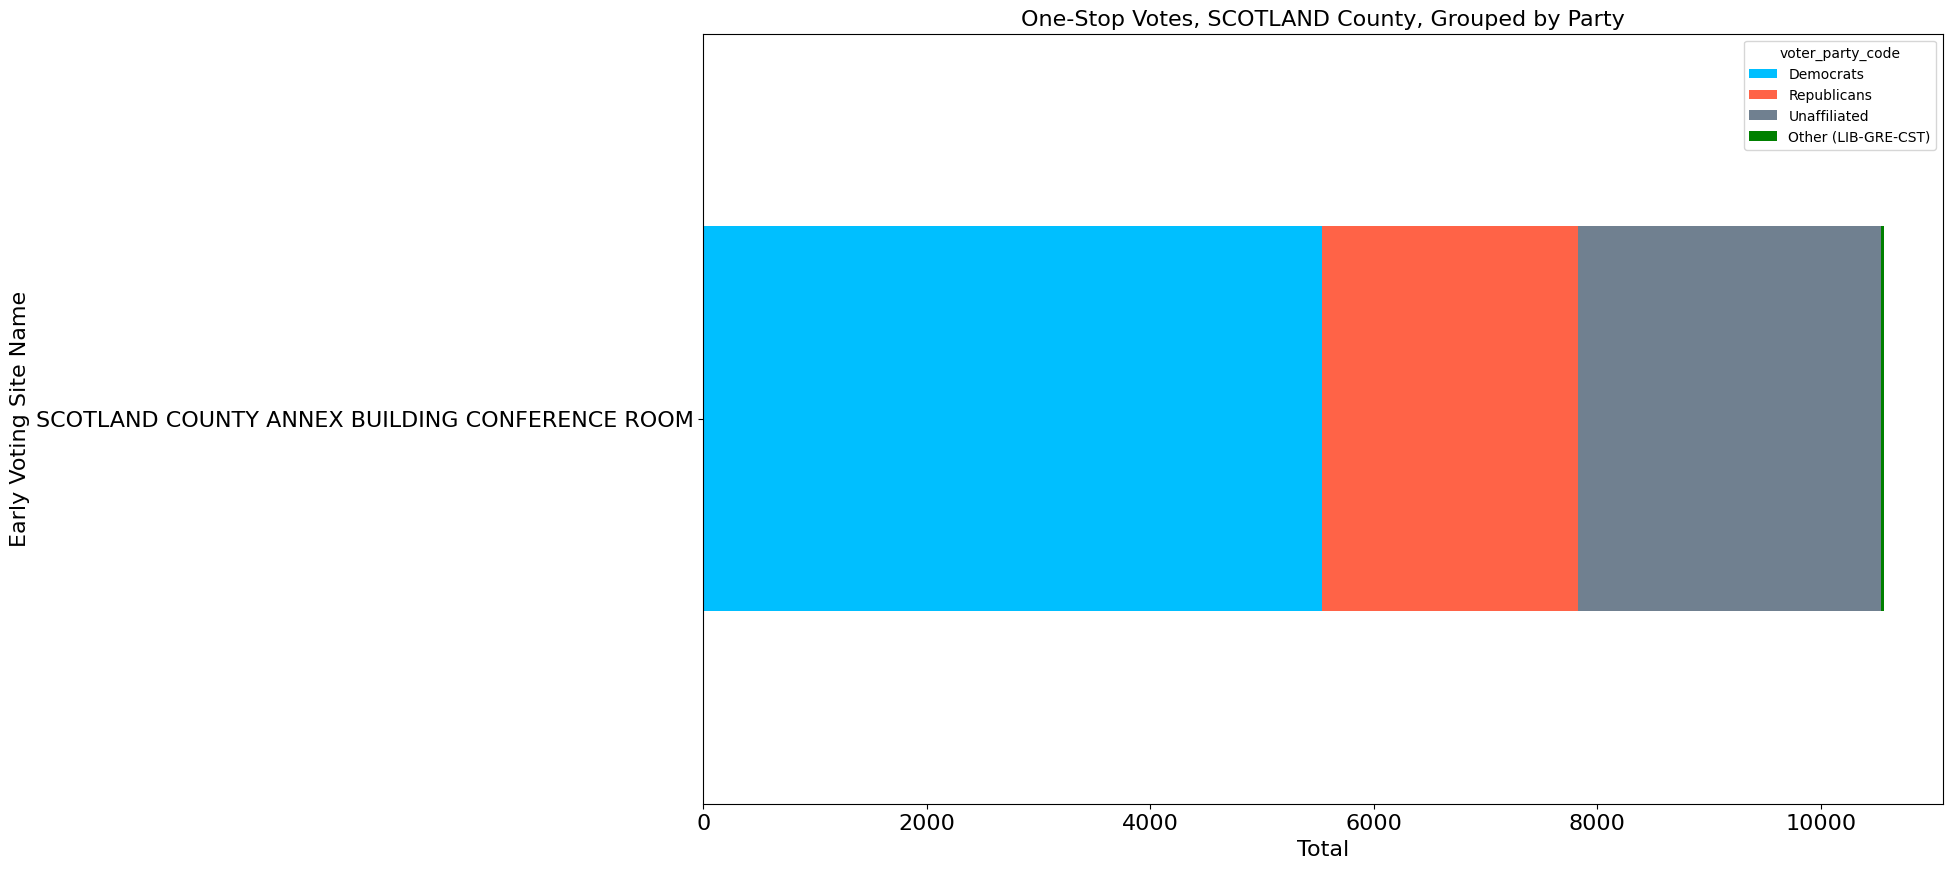 One-Stop Votes, SCOTLAND County, Grouped by Party
voter_party_code
Democrats
Republicans
Unaffiliated
Other (LIB-GRE-CST)
Early Voting Site Name
SCOTLAND COUNTY ANNEX BUILDING CONFERENCE ROOM
0 2000 4000 6000 8000 10000
Total